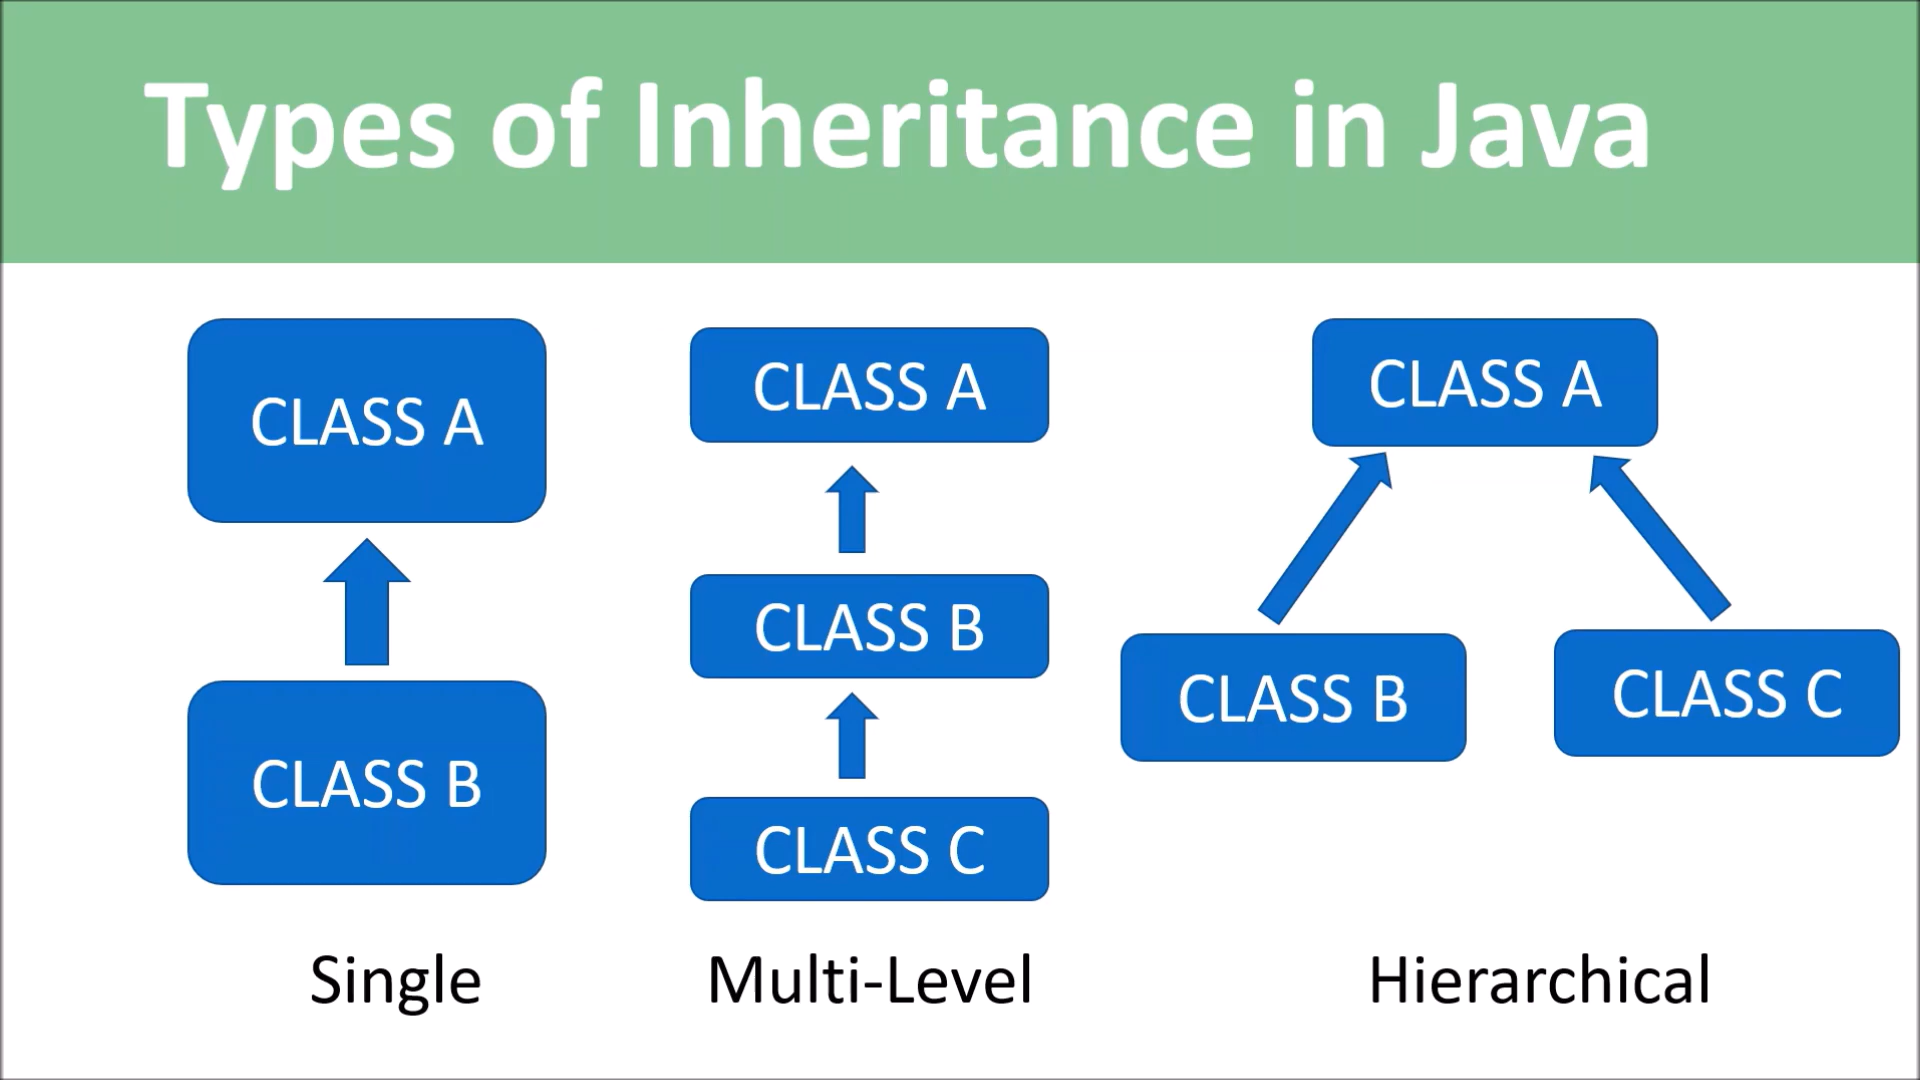 Types of Inheritance in Java
CLASS A
CLASS B
Single
CLASS A
CLASS B
CLASS C
Multi-Level
CLASS A
CLASS B
CLASS C
Hierarchical